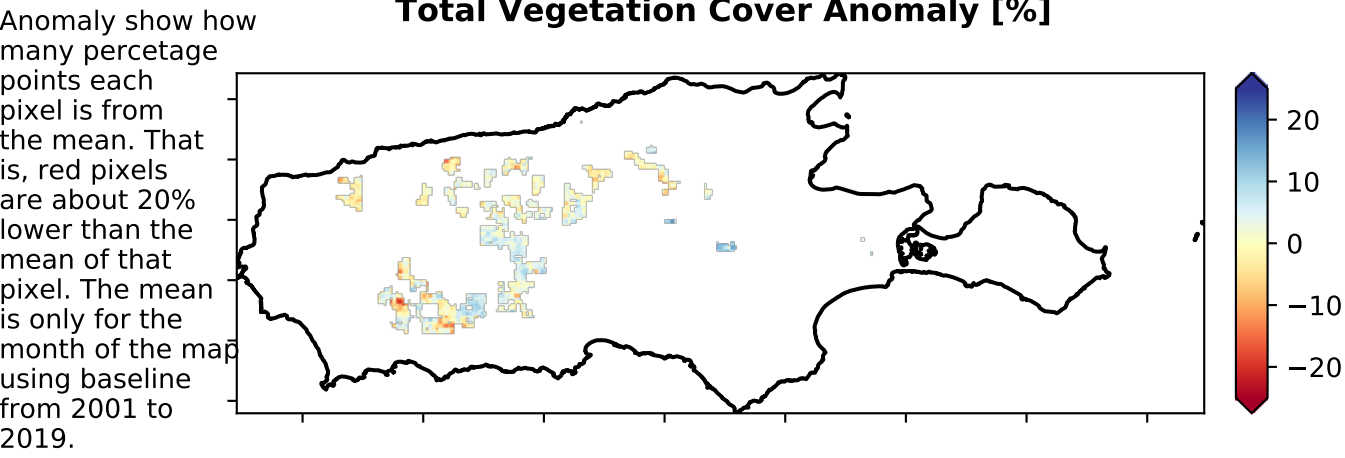 Total Vegetation Cover Anomaly [%]
Anomaly show how
many percetage
points each
pixel is from
the mean. That
is, red pixels
are about 20%
lower than the
mean of that
pixel. The mean
is only for the
month of the map
using baseline
from 2001 to
2019.
20
10
0
−10
−20